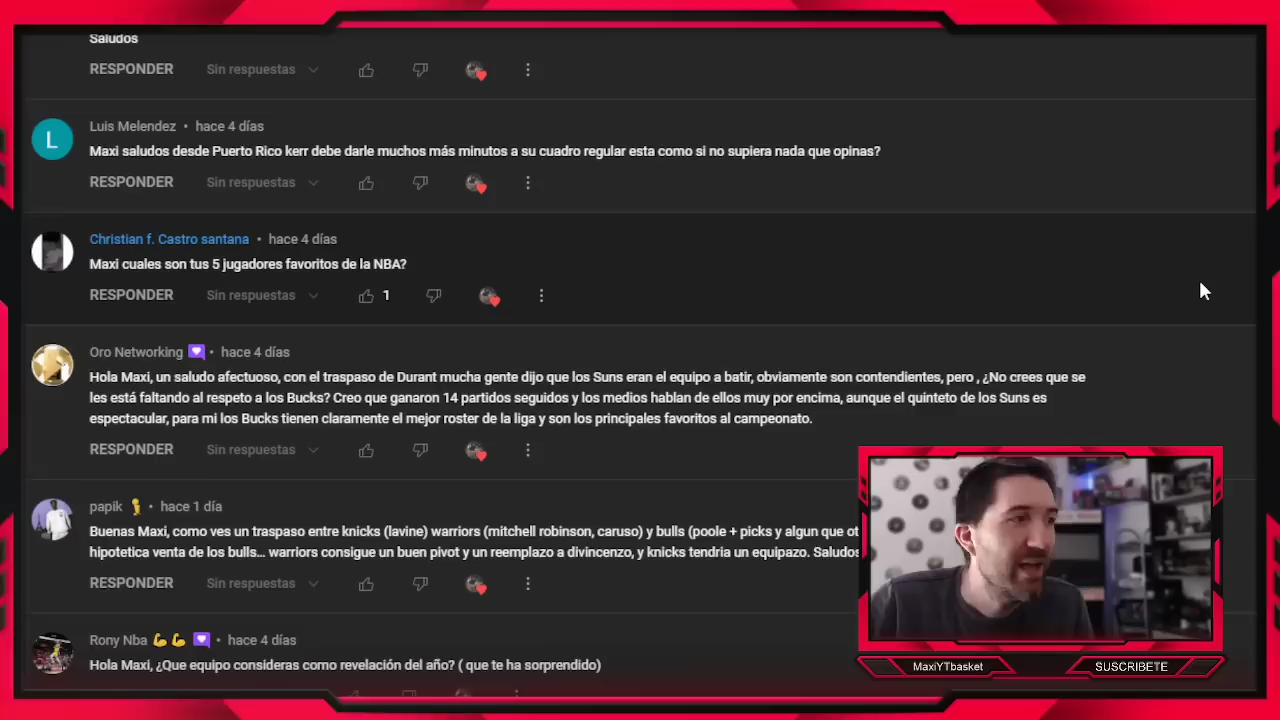 Saludos
RESPONDER Sin respuestas
Luis Melendez • hace 4 días
Maxi saludos desde Puerto Rico kerr debe darle muchos más minutos a su cuadro regular esta como si no supiera nada que opinas?
RESPONDER Sin respuestas
Christian f. Castro santana • hace 4 días
Maxi cuales son tus 5 jugadores favoritos de la NBA?
RESPONDER Sin respuestas 1
Oro Networking • hace 4 días
Hola Maxi, un saludo afectuoso, con el traspaso de Durant mucha gente dijo que los Suns eran el equipo a batir, obviamente son contendientes, pero , ¿No crees que se
les está faltando al respeto a los Bucks? Creo que ganaron 14 partidos seguidos y los medios hablan de ellos muy por encima, aunque el quinteto de los Suns es
espectacular, para mi los Bucks tienen claramente el mejor roster de la liga y son los principales favoritos al campeonato.
RESPONDER Sin respuestas
papik • hace 1 día
Buenas Maxi, como ves un traspaso entre knicks (lavine) warriors (mitchell robinson, caruso) y bulls (poole + picks y algun que ot
hipotetica venta de los bulls... warriors consigue un buen pivot y un reemplazo a divincenzo, y knicks tendria un equipazo. Saludos
RESPONDER Sin respuestas
Rony Nba 💪💪 • hace 4 días
Hola Maxi, ¿Que equipo consideras como revelación del año? ( que te ha sorprendido)
MaxiYTbasket
SUSCRIBETE
L